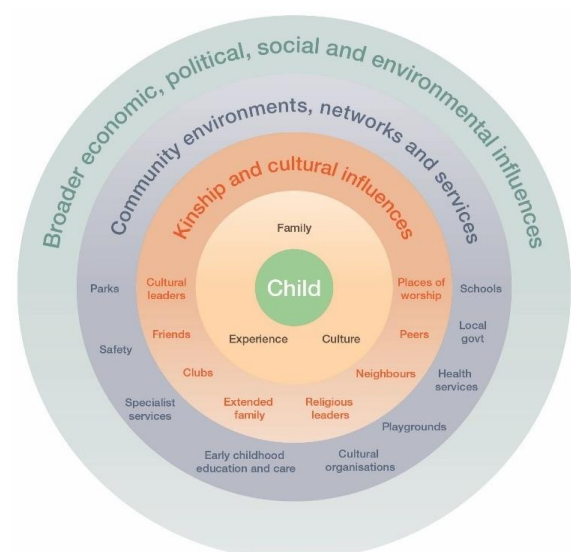 Broader economic, political, social and environmental influences
Community environments, networks and services
Kinship and cultural influences
Family
Child
Experience
Culture
Cultural
leaders
Friends
Clubs
Extended
family
Religious
leaders
Neighbours
Peers
Places of
worship
Parks
Safety
Specialist
services
Early childhood
education and care
Cultural
organisations
Playgrounds
Health
services
Local
govt
Schools